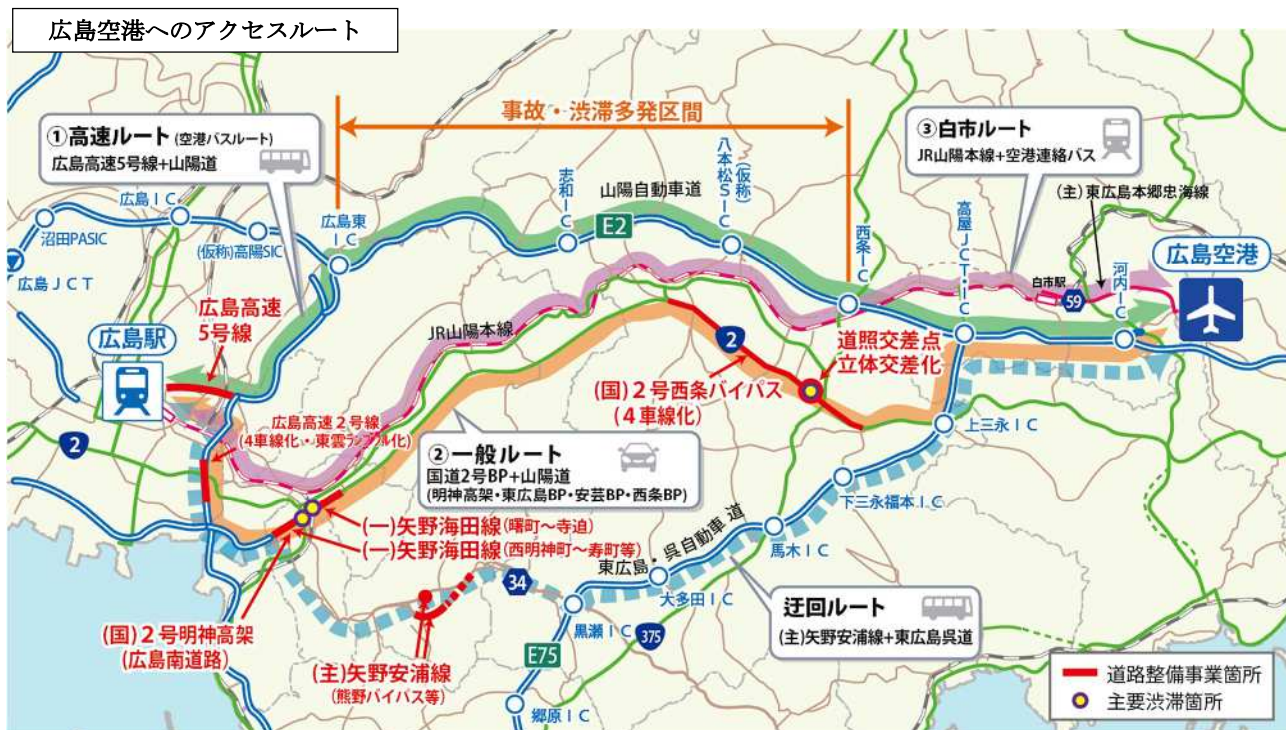 広島空港へのアクセスルート
事故・渋滞多発区間
①高速ルート (空港バスルート)
広島高速5号線+山陽道
③白市ルート
JR山陽本線+空港連絡バス
(主)東広島本郷忠海線
広島IC
沼田PASIC
(仮称)高陽SIC
広島JCT
広島東
IC
志和IC
山陽自動車道
E2
(仮称)
八本松SIC
西条IC
高屋JCT・IC
白市駅
59
河内IC
広島空港
広島高速
5号線
広島駅
JR山陽本線
2
道照交差点
立体交差化
(国)2号西条バイパス
(4車線化)
2
広島高速2号線
(4車線化・東雲ランプフル化)
②一般ルート
国道2号BP+山陽道
(明神高架・東広島BP・安芸BP・西条BP)
上三永IC
下三永福本IC
(一)矢野海田線(曙町～寺迫)
(一)矢野海田線(西明神町～寿町等)
馬木IC
東広島・呉自動車道
34
大多田IC
迂回ルート
(主)矢野安浦線+東広島呉道
(国)2号明神高架
(広島南道路)
黒瀬IC
375
E75
(主)矢野安浦線
(熊野バイパス等)
郷原IC
道路整備事業箇所
主要渋滞箇所